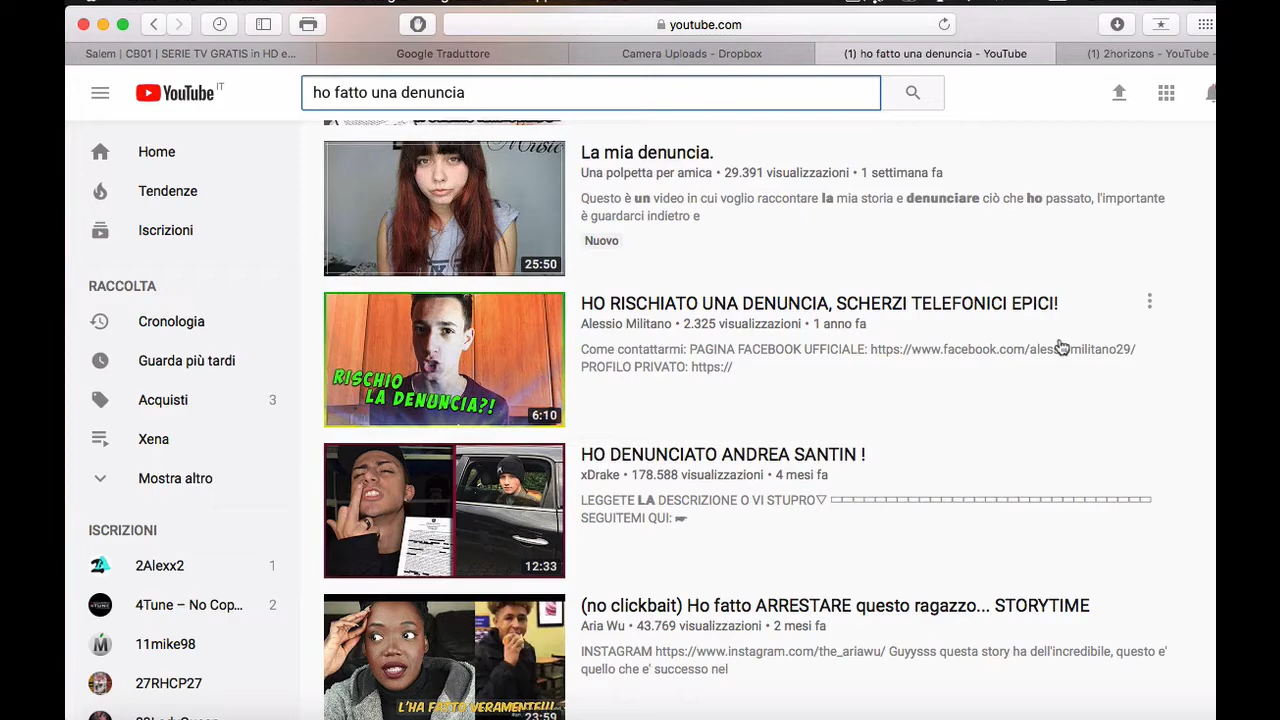 youtube.com
Salem | CB01 | SERIE TV GRATIS in HD e...
Google Traduttore
Camera Uploads - Dropbox
(1) ho fatto una denuncia - YouTube
(1) 2horizons - YouTube -
YouTube IT
ho fatto una denuncia
Home
Tendenze
Iscrizioni
RACCOLTA
Cronologia
Guarda più tardi
Acquisti 3
Xena
Mostra altro
ISCRIZIONI
2Alexx2 1
4Tune – No Cop... 2
11mike98
27RHCP27
Music
25:50
La mia denuncia.
Una polpetta per amica • 29.391 visualizzazioni • 1 settimana fa
Questo è un video in cui voglio raccontare la mia storia e denunciare ciò che ho passato, l'importante
è guardarci indietro e
Nuovo
RISCHIO
LA DENUNCIA?!
6:10
HO RISCHIATO UNA DENUNCIA, SCHERZI TELEFONICI EPICI!
Alessio Militano • 2.325 visualizzazioni • 1 anno fa
Come contattarmi: PAGINA FACEBOOK UFFICIALE: https://www.facebook.com/alessiomilitano29/
PROFILO PRIVATO: https://
12:33
HO DENUNCIATO ANDREA SANTIN !
xDrake • 178.588 visualizzazioni • 4 mesi fa
LEGGETE LA DESCRIZIONE O VI STUPRO▽
SEGUITEMI QUI: ☛
L'HA FATTO VERAMENTE!!!
23:59
(no clickbait) Ho fatto ARRESTARE questo ragazzo... STORYTIME
Aria Wu • 43.769 visualizzazioni • 2 mesi fa
INSTAGRAM https://www.instagram.com/the_ariawu/ Guyysss questa story ha dell'incredibile, questo e'
quello che e' successo nel